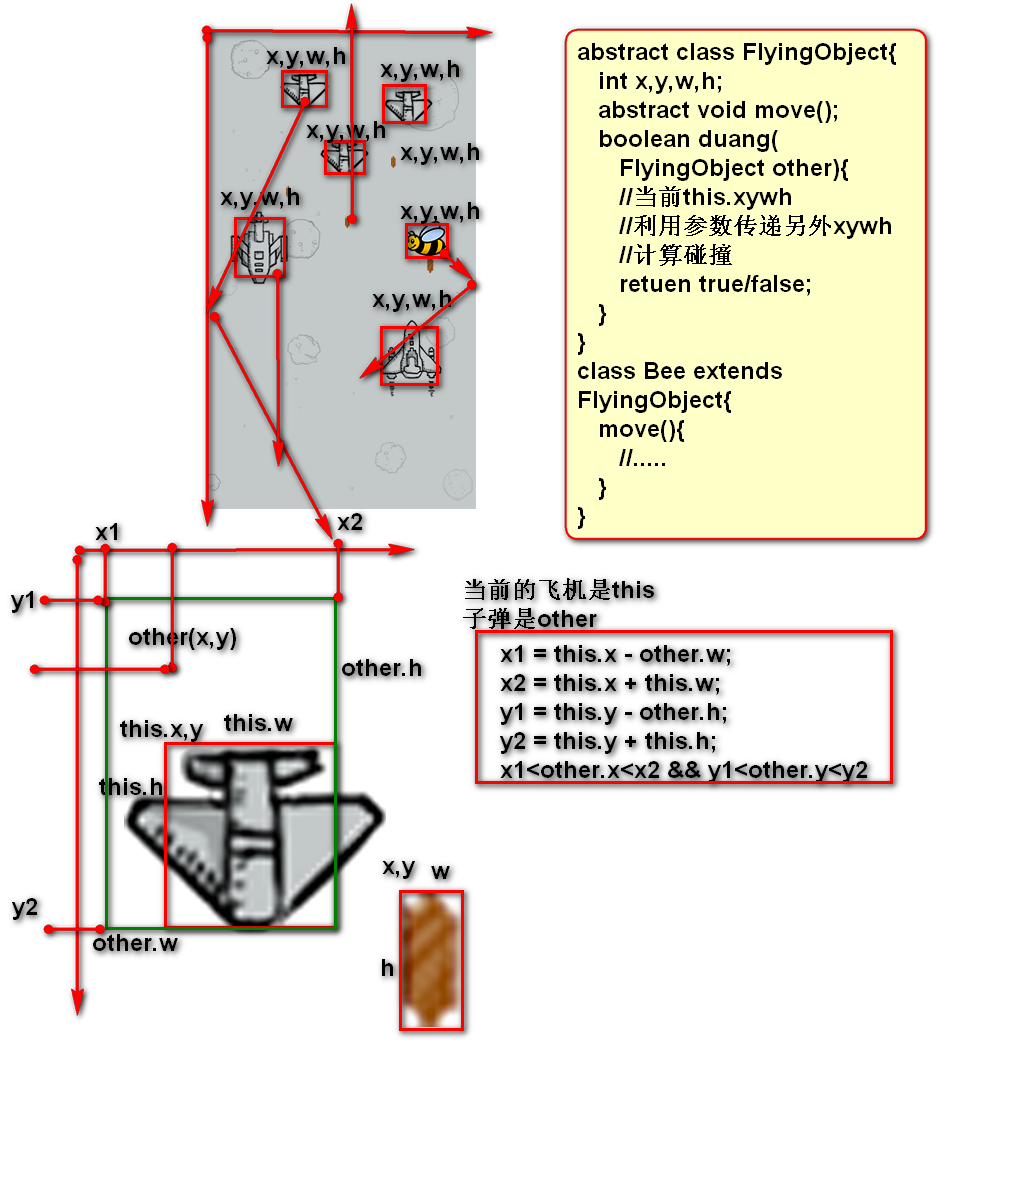 x,y,w,h
x,y,w,h
x,y,w,h
x,y,w,h
x,y,w,h
x,y,w,h
x,y,w,h
abstract class FlyingObject{
int x,y,w,h;
abstract void move();
boolean duang(
FlyingObject other){
//当前this.xywh
//利用参数传递另外xywh
//计算碰撞
retuen true/false;
}
}
class Bee extends
FlyingObject{
move(){
//.....
}
}
x1
x2
y1
other(x,y)
other.h
this.x,y
this.w
this.h
y2
other.w
x,y
w
h
当前的飞机是this
子弹是other
x1 = this.x - other.w;
x2 = this.x + this.w;
y1 = this.y - other.h;
y2 = this.y + this.h;
x1<other.x<x2 && y1<other.y<y2